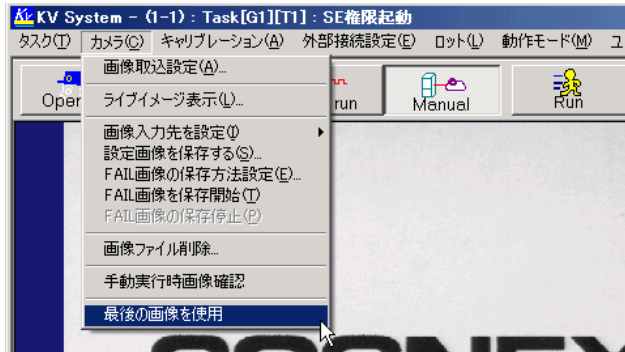 KV System - (1-1) : Task[G1][T1] : SE権限起動
タスク(T) カメラ(C) キャリブレーション(A) 外部接続設定(E) ロット(L) 動作モード(M) ユ
Oper run Manual Run
画像取込設定(A)...
ライブイメージ表示(L)...
画像入力先を設定(I)
設定画像を保存する(S)...
FAIL画像の保存方法設定(E)...
FAIL画像を保存開始(T)
FAIL画像の保存停止(P)
画像ファイル削除...
手動実行時画像確認
最後の画像を使用